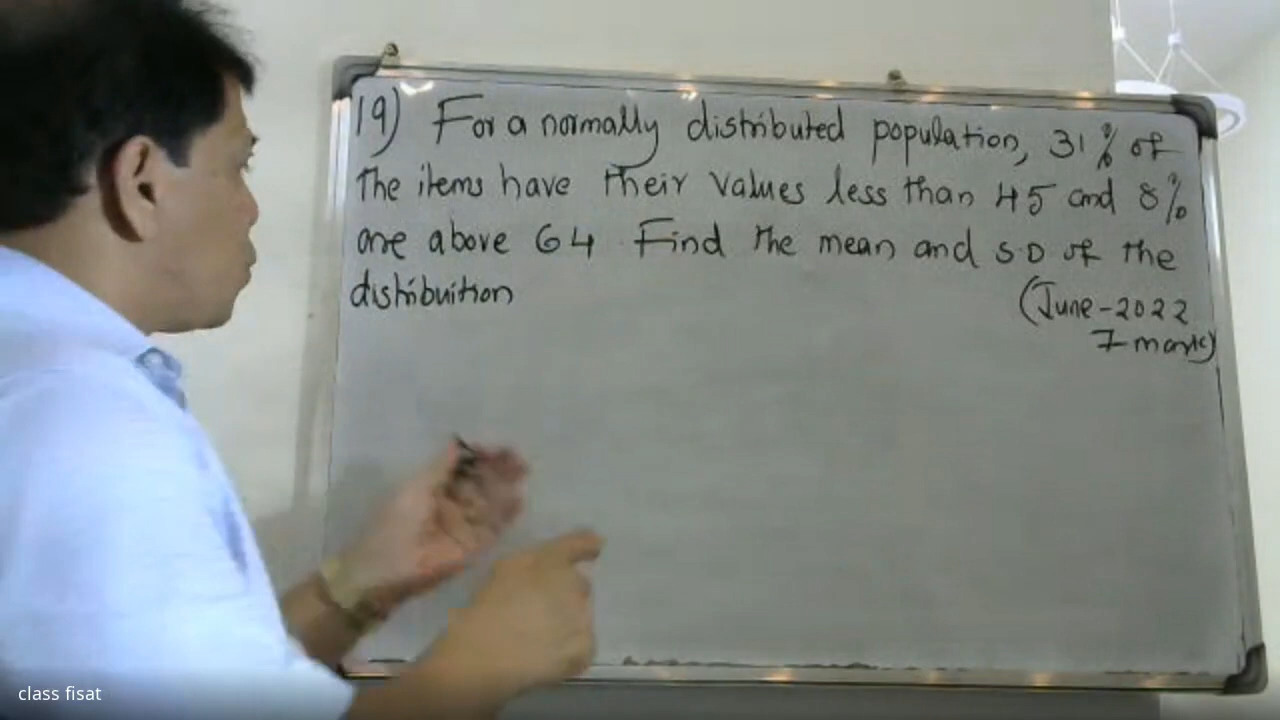 19) For a normally distributed population, 31% of
The items have their values less than 45 and 8%
are above 64. Find the mean and S.D of the
distribuition
(June-2022
7 mark)
class fisat